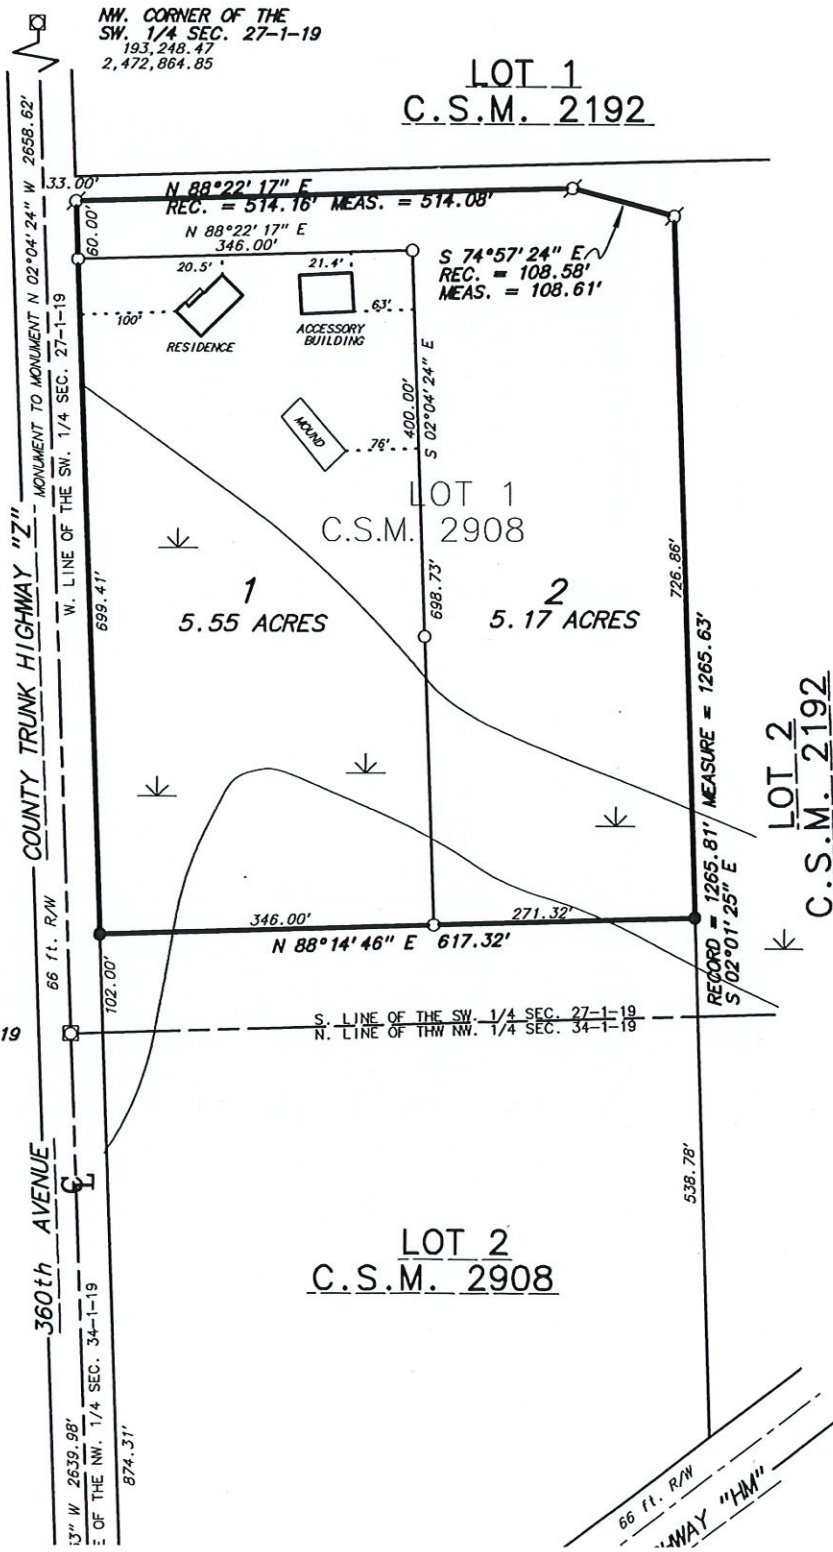 NW. CORNER OF THE
SW. 1/4 SEC. 27-1-19
193,248.47
2,472,864.85
LOT 1
C.S.M. 2192
33.00'
N 88°22'17" E
REC. = 514.16' MEAS. = 514.08'
60.00'
N 88°22'17" E
346.00'
S 74°57'24" E
REC. = 108.58'
MEAS. = 108.61'
20.5'
21.4'
100'
63'
RESIDENCE
ACCESSORY
BUILDING
MOUND
76'
400.00'
S 02°04'24" E
LOT 1
C.S.M. 2908
MONUMENT TO MONUMENT N 02°04'24" W 2658.62'
W. LINE OF THE SW. 1/4 SEC. 27-1-19
COUNTY TRUNK HIGHWAY "Z"
699.41'
1
5.55 ACRES
698.73'
2
5.17 ACRES
726.86'
RECORD = 1265.81' MEASURE = 1265.63'
S 02°01'25" E
LOT 2
C.S.M. 2192
346.00'
271.32'
N 88°14'46" E 617.32'
66 ft. R/W
102.00'
19
S. LINE OF THE SW. 1/4 SEC. 27-1-19
N. LINE OF THW NW. 1/4 SEC. 34-1-19
360th AVENUE
CL
538.78'
LOT 2
C.S.M. 2908
3" W 2639.98'
E OF THE NW. 1/4 SEC. 34-1-19
874.31'
66 ft. R/W
WAY "HM"